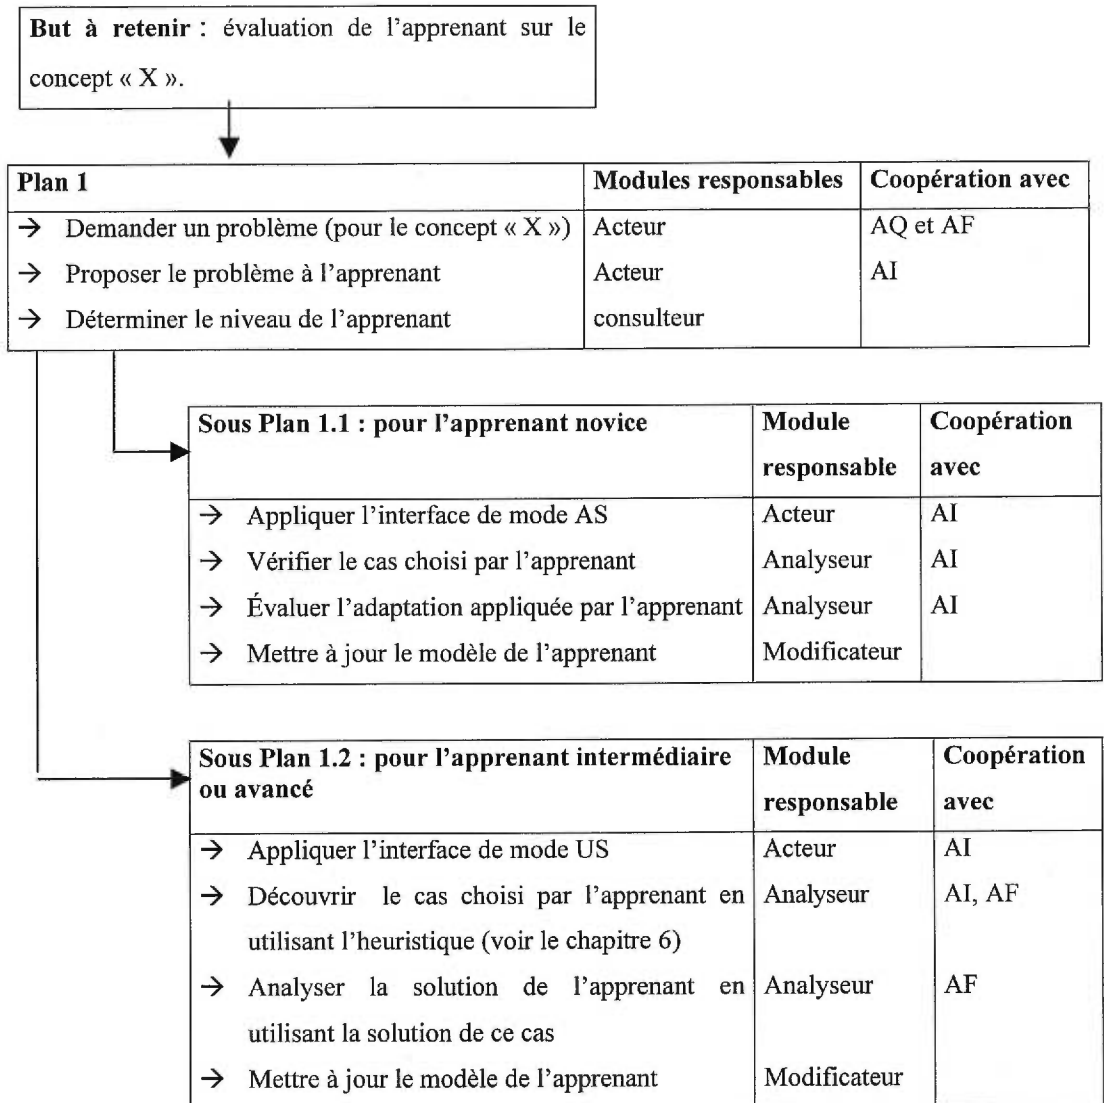 But à retenir : évaluation de l'apprenant sur le
concept « X ».
Plan 1 Modules responsables Coopération avec
→ Demander un problème (pour le concept « X ») Acteur AQ et AF
→ Proposer le problème à l'apprenant Acteur AI
→ Déterminer le niveau de l'apprenant consulteur
Sous Plan 1.1 : pour l'apprenant novice Module Coopération
responsable avec
→ Appliquer l'interface de mode AS Acteur AI
→ Vérifier le cas choisi par l'apprenant Analyseur AI
→ Évaluer l'adaptation appliquée par l'apprenant Analyseur AI
→ Mettre à jour le modèle de l'apprenant Modificateur
Sous Plan 1.2 : pour l'apprenant intermédiaire Module Coopération
ou avancé responsable avec
→ Appliquer l'interface de mode US Acteur AI
→ Découvrir le cas choisi par l'apprenant en Analyseur AI, AF
utilisant l'heuristique (voir le chapitre 6)
→ Analyser la solution de l'apprenant en Analyseur AF
utilisant la solution de ce cas
→ Mettre à jour le modèle de l'apprenant Modificateur